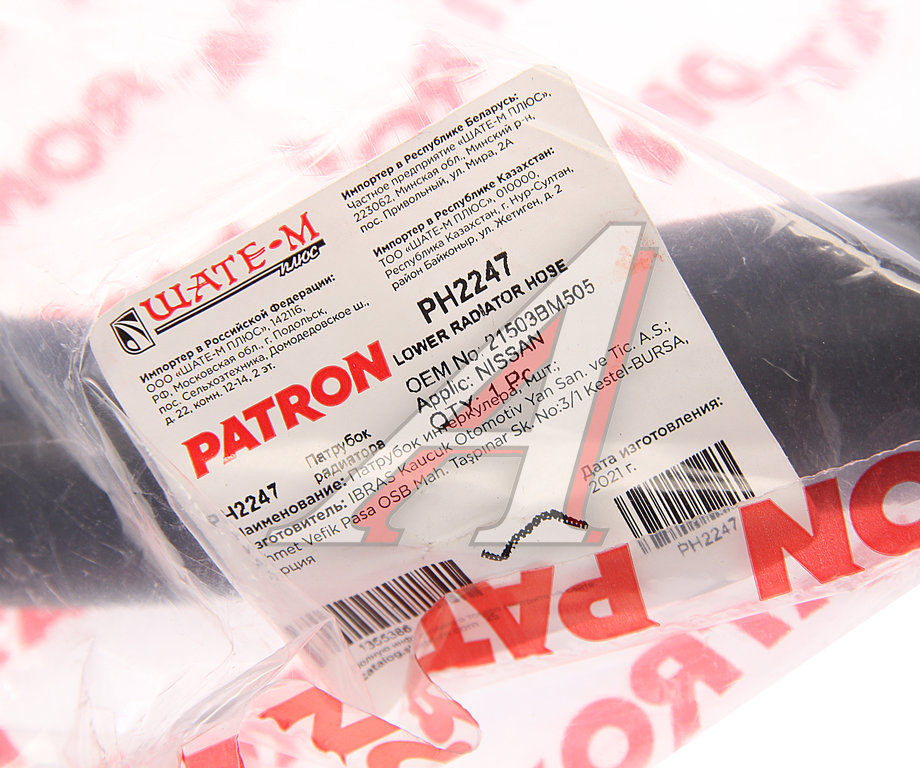 ШАТЕ-М
плюс
Импортер в Республике Беларусь:
Частное предприятие «ШАТЕ-М ПЛЮС»,
223062, Минская обл., Минский р-н,
пос. Привольный, ул. Мира, 2А
Импортер в Республике Казахстан:
ТОО «ШАТЕ-М ПЛЮС», 010000,
Республика Казахстан, г. Нур-Султан,
район Байконыр, ул. Жетиген, д. 2
Импортер в Российской Федерации:
ООО «ШАТЕ-М ПЛЮС», 142116,
РФ, Московская обл., г. Подольск,
пос. Сельхозтехника, Домодедовское ш.,
д. 22, комн. 12-14, 2 эт.
PATRON
PH2247
LOWER RADIATOR HOSE
OEM No: 21503BM505
Applic: NISSAN
QTY: 1 Pc
Патрубок
радиатора
PH2247
Наименование: Патрубок интеркулера, 1 шт.;
Изготовитель: IBRAS Kaucuk Otomotiv Yan San. ve Tic. A.S.;
Ahmet Vefik Pasa OSB Mah. Taşpinar Sk. No:3/1 Kestel-BURSA,
Турция
Дата изготовления:
2021 г.
PH2247
1355386
PAT
ON